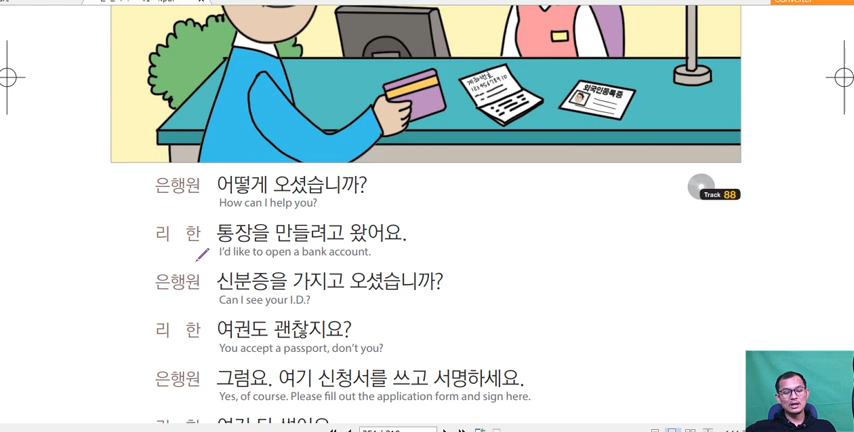 계좌번호
외국인등록증
은행원 어떻게 오셨습니까?
How can I help you?
Track 88
리 한 통장을 만들려고 왔어요.
I'd like to open a bank account.
은행원 신분증을 가지고 오셨습니까?
Can I see your I.D.?
리 한 여권도 괜찮지요?
You accept a passport, don't you?
은행원 그럼요. 여기 신청서를 쓰고 서명하세요.
Yes, of course. Please fill out the application form and sign here.